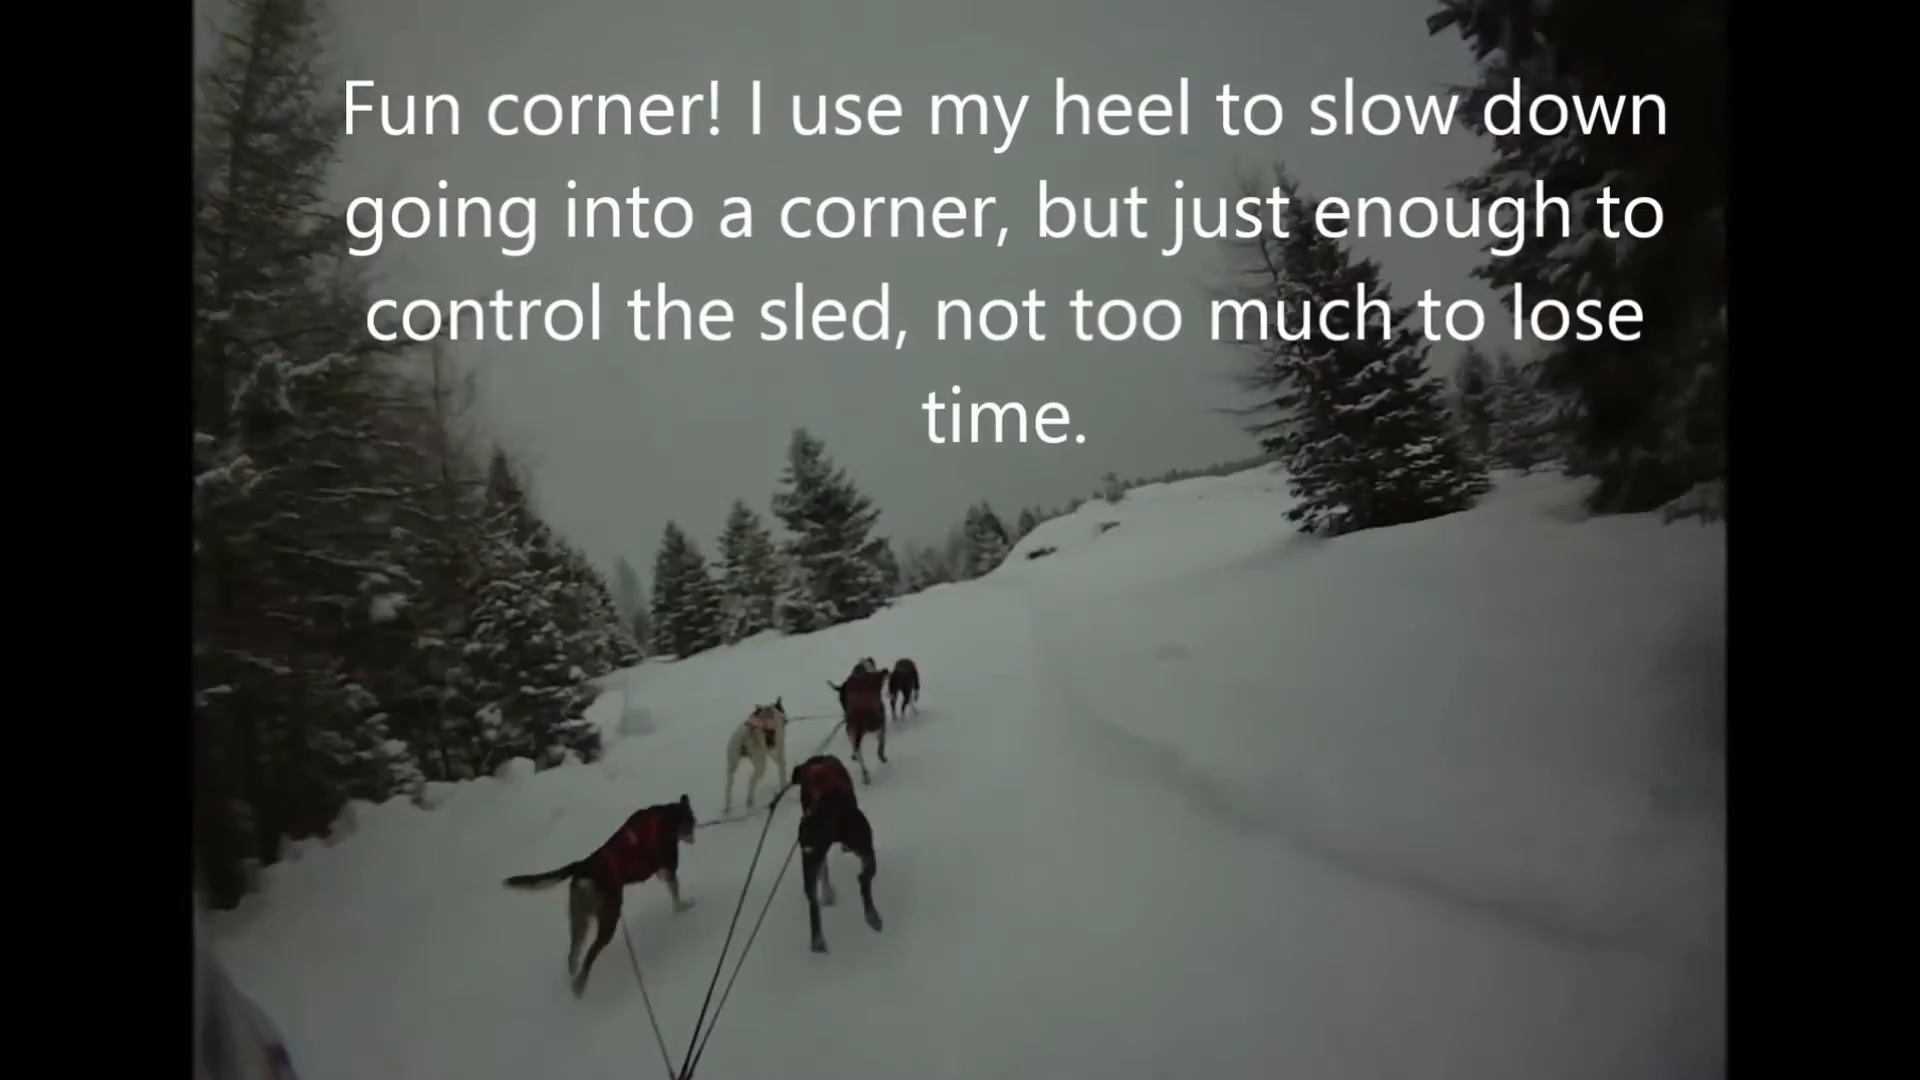 Fun corner! I use my heel to slow down
going into a corner, but just enough to
control the sled, not too much to lose
time.